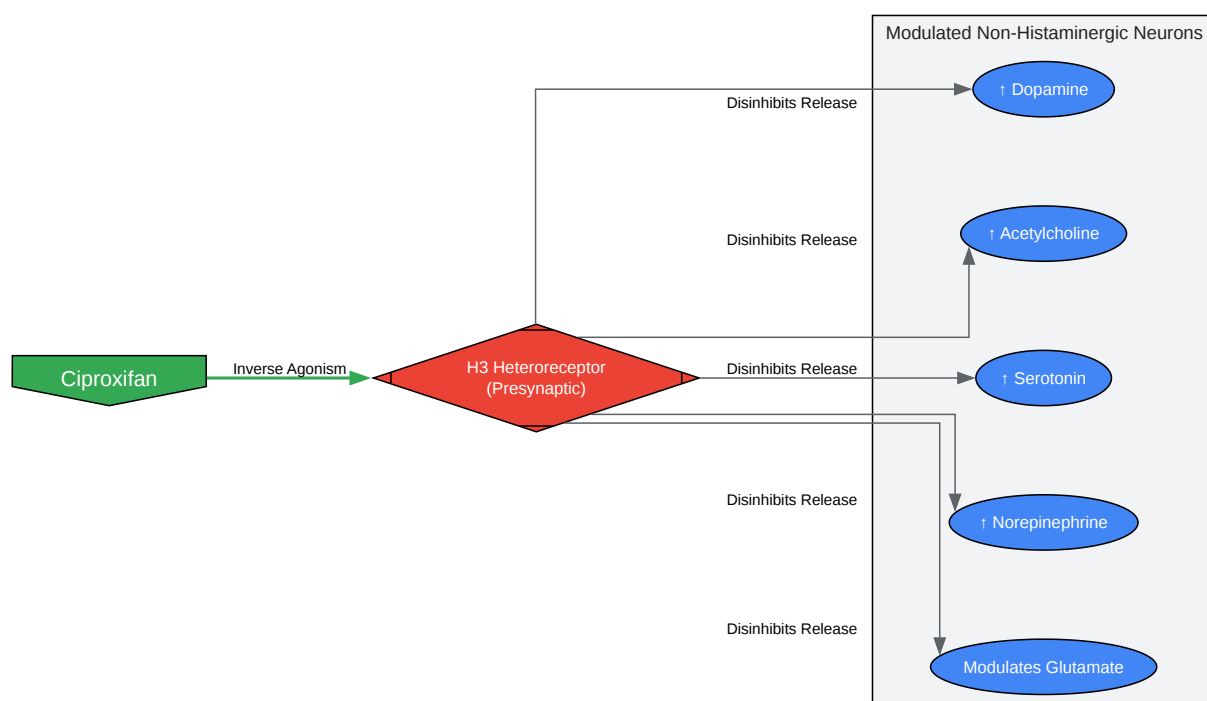 Modulated Non-Histaminergic Neurons
↑ Dopamine
Disinhibits Release
↑ Acetylcholine
Disinhibits Release
Ciproxifan
Inverse Agonism
H3 Heteroreceptor
(Presynaptic)
Disinhibits Release
↑ Serotonin
Disinhibits Release
↑ Norepinephrine
Disinhibits Release
Modulates Glutamate